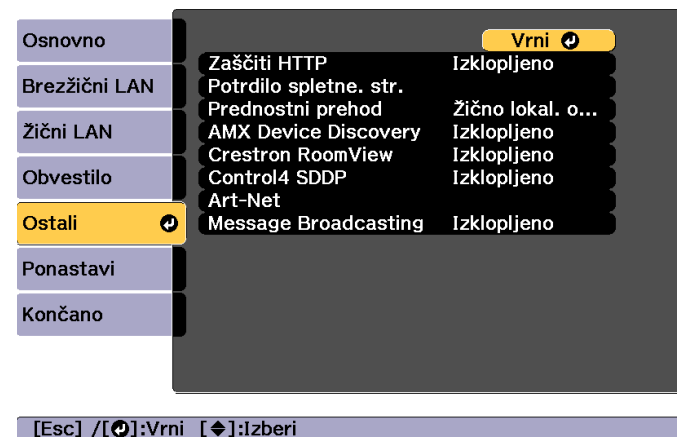 Osnovno
Brezžični LAN
Žični LAN
Obvestilo
Ostali
Ponastavi
Končano
Vrni
Zaščiti HTTP Izklopljeno
Potrdilo spletne. str.
Prednostni prehod Žično lokal. o...
AMX Device Discovery Izklopljeno
Crestron RoomView Izklopljeno
Control4 SDDP Izklopljeno
Art-Net
Message Broadcasting Izklopljeno
[Esc] /[⏎]:Vrni [◆]:Izberi